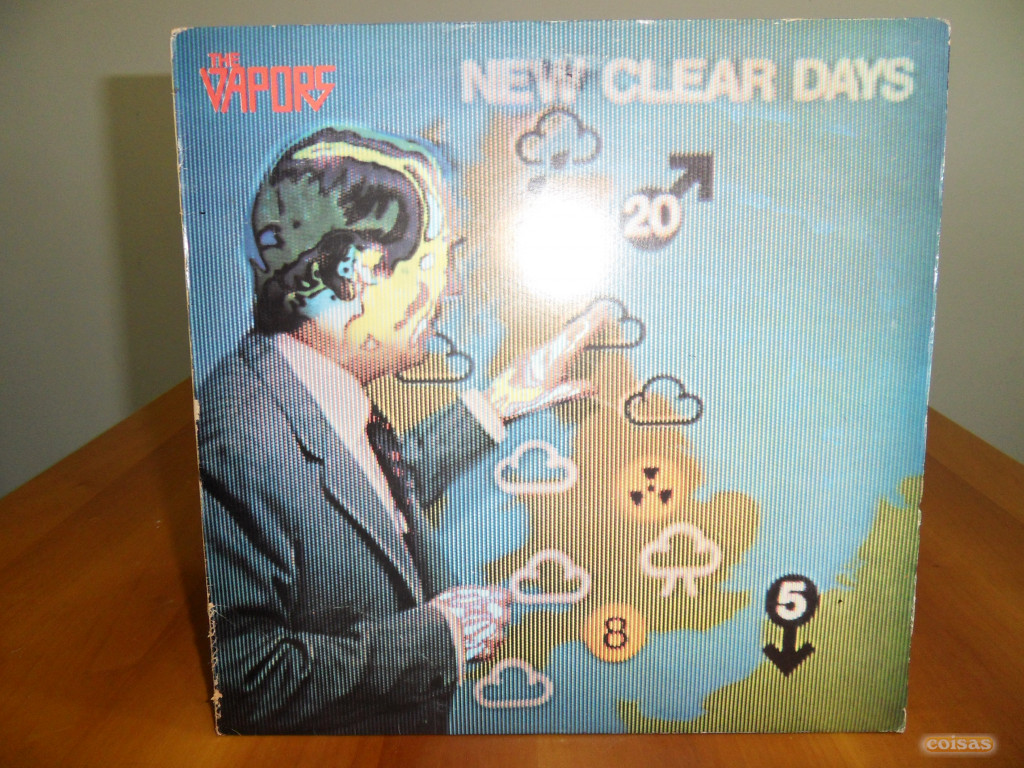 THE
VAPORS
NEW CLEAR DAYS
20
5
8
coisas